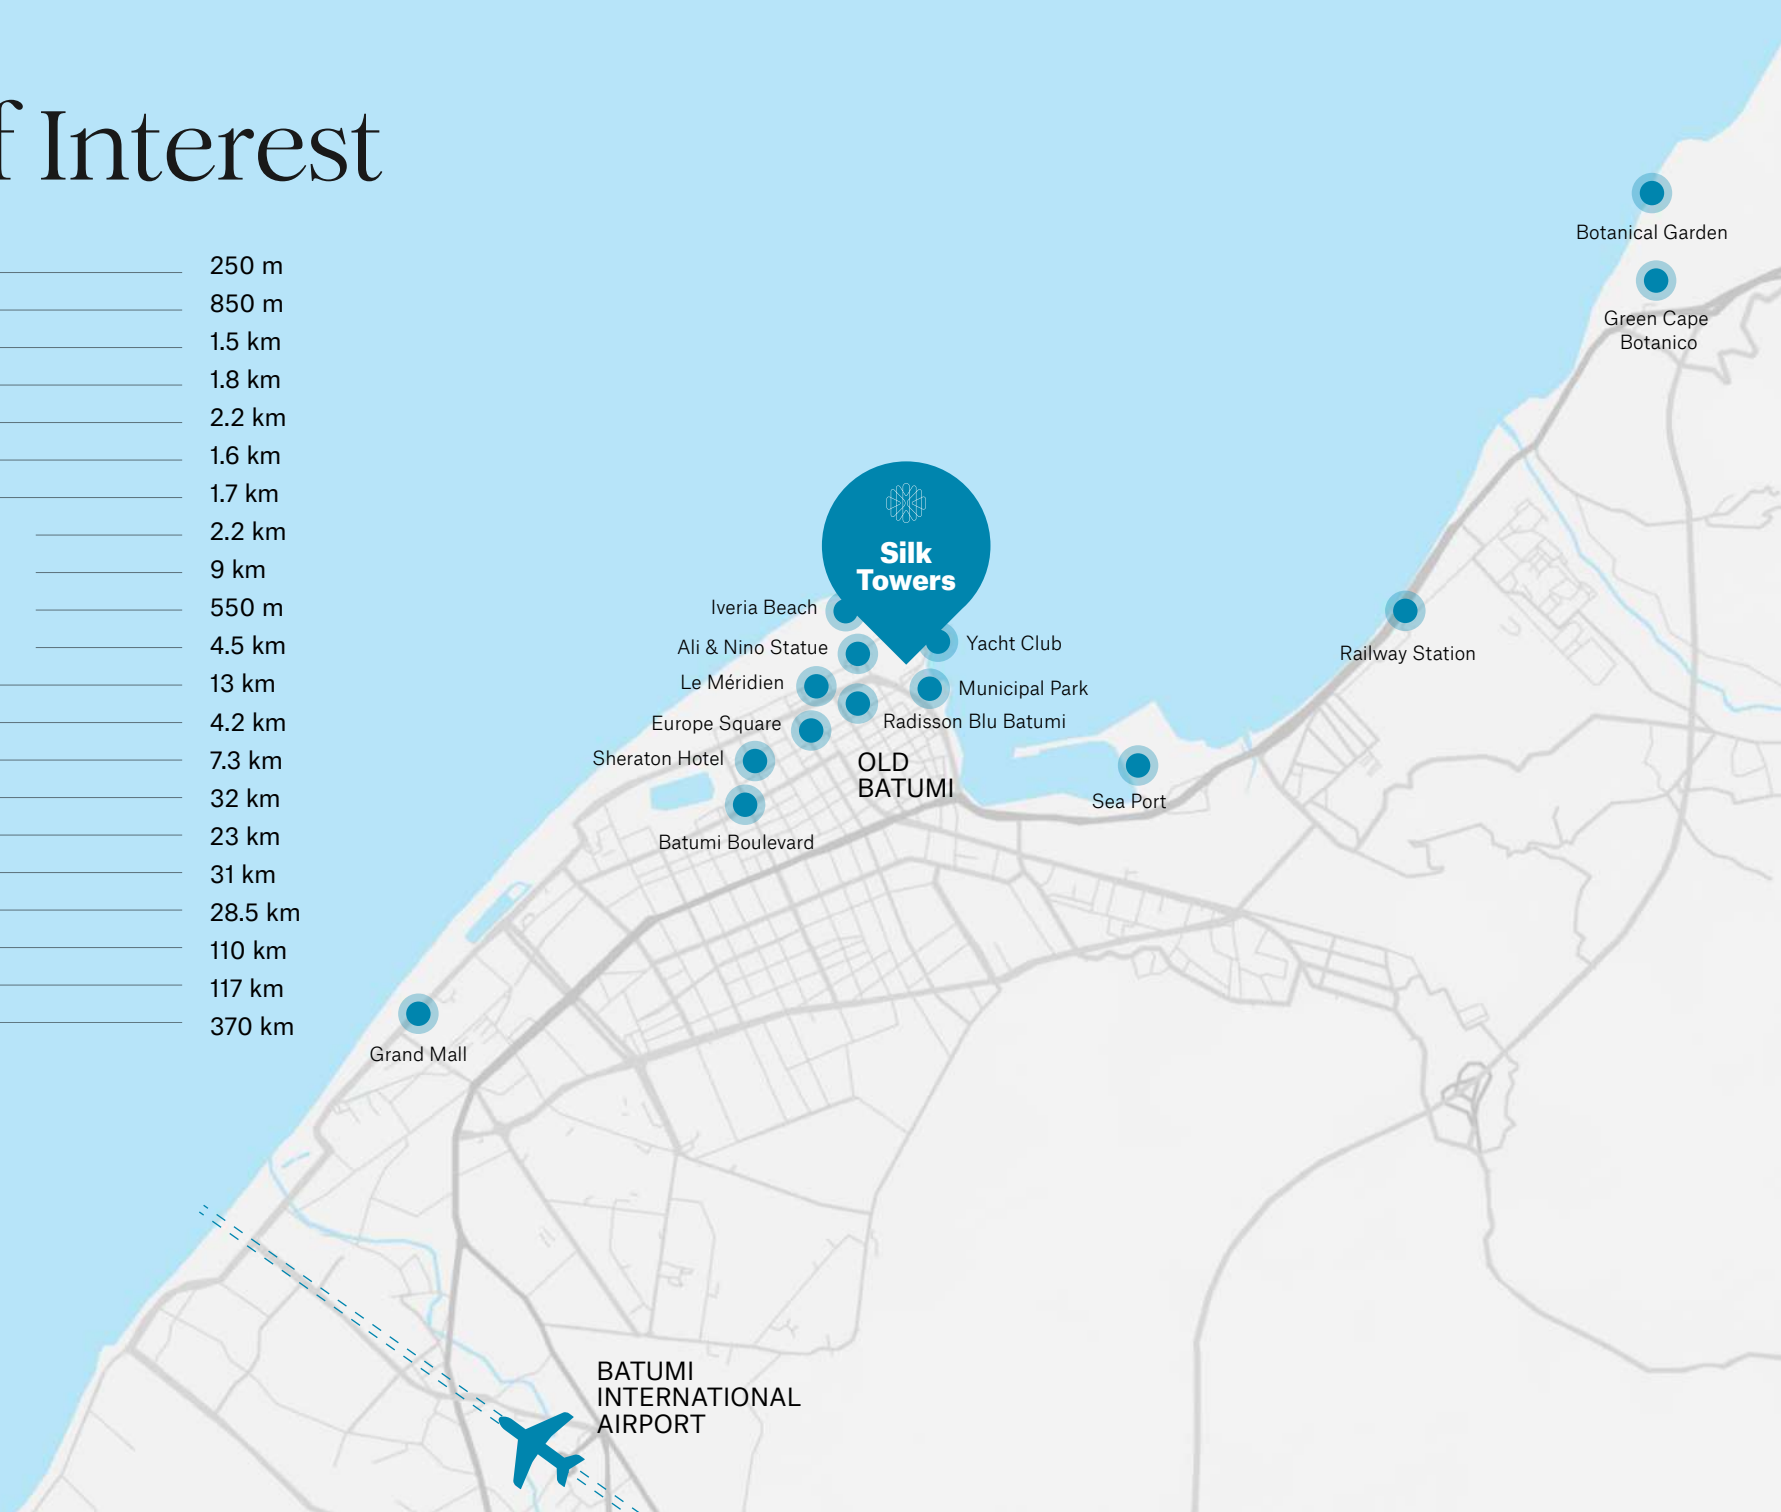 f Interest
250 m
850 m
1.5 km
1.8 km
2.2 km
1.6 km
1.7 km
2.2 km
9 km
550 m
4.5 km
13 km
4.2 km
7.3 km
32 km
23 km
31 km
28.5 km
110 km
117 km
370 km
Botanical Garden
Green Cape
Botanico
Silk
Towers
Iveria Beach
Ali & Nino Statue
Le Méridien
Europe Square
Sheraton Hotel
Batumi Boulevard
Yacht Club
Municipal Park
Radisson Blu Batumi
OLD
BATUMI
Sea Port
Railway Station
Grand Mall
BATUMI
INTERNATIONAL
AIRPORT